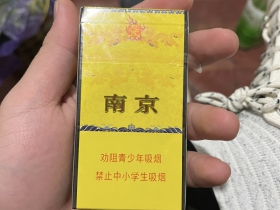 南京
劝阻青少年吸烟
禁止中小学生吸烟